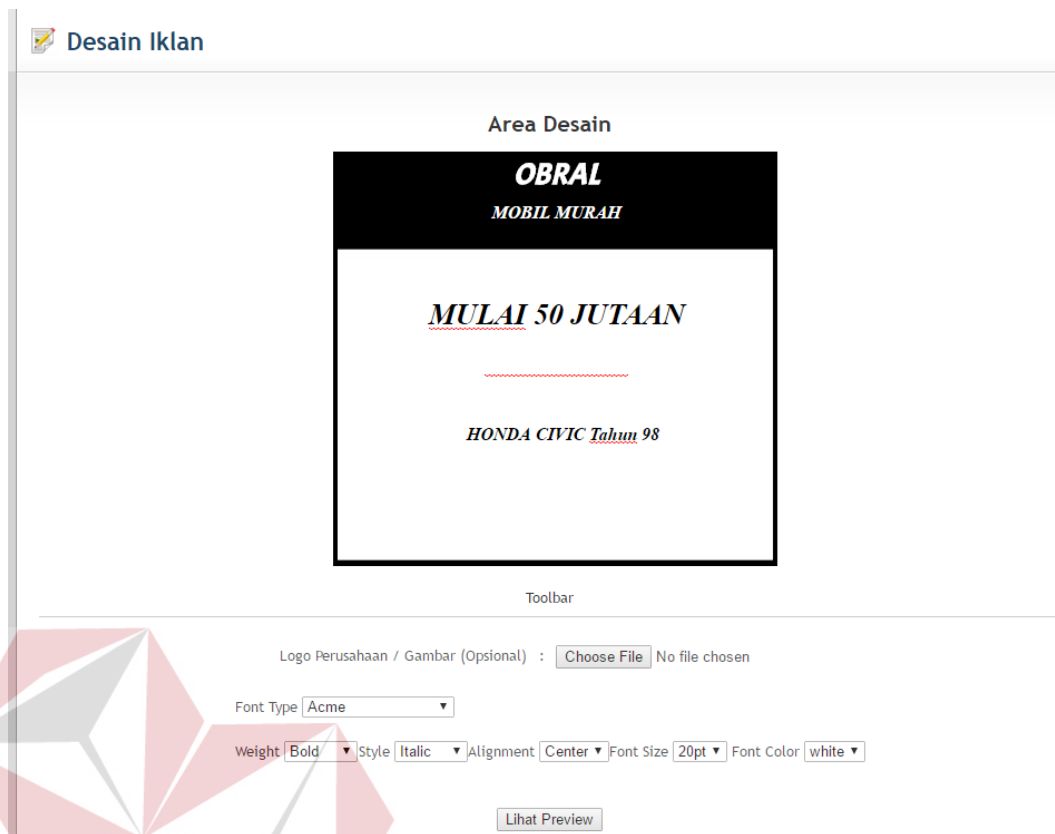 Desain Iklan
Area Desain
OBRAL
MOBIL MURAH
MULAI 50 JUTAAN
HONDA CIVIC Tahun 98
Toolbar
Logo Perusahaan / Gambar (Opsional) : Choose File No file chosen
Font Type Acme
Weight Bold Style Italic Alignment Center Font Size 20pt Font Color white
Lihat Preview